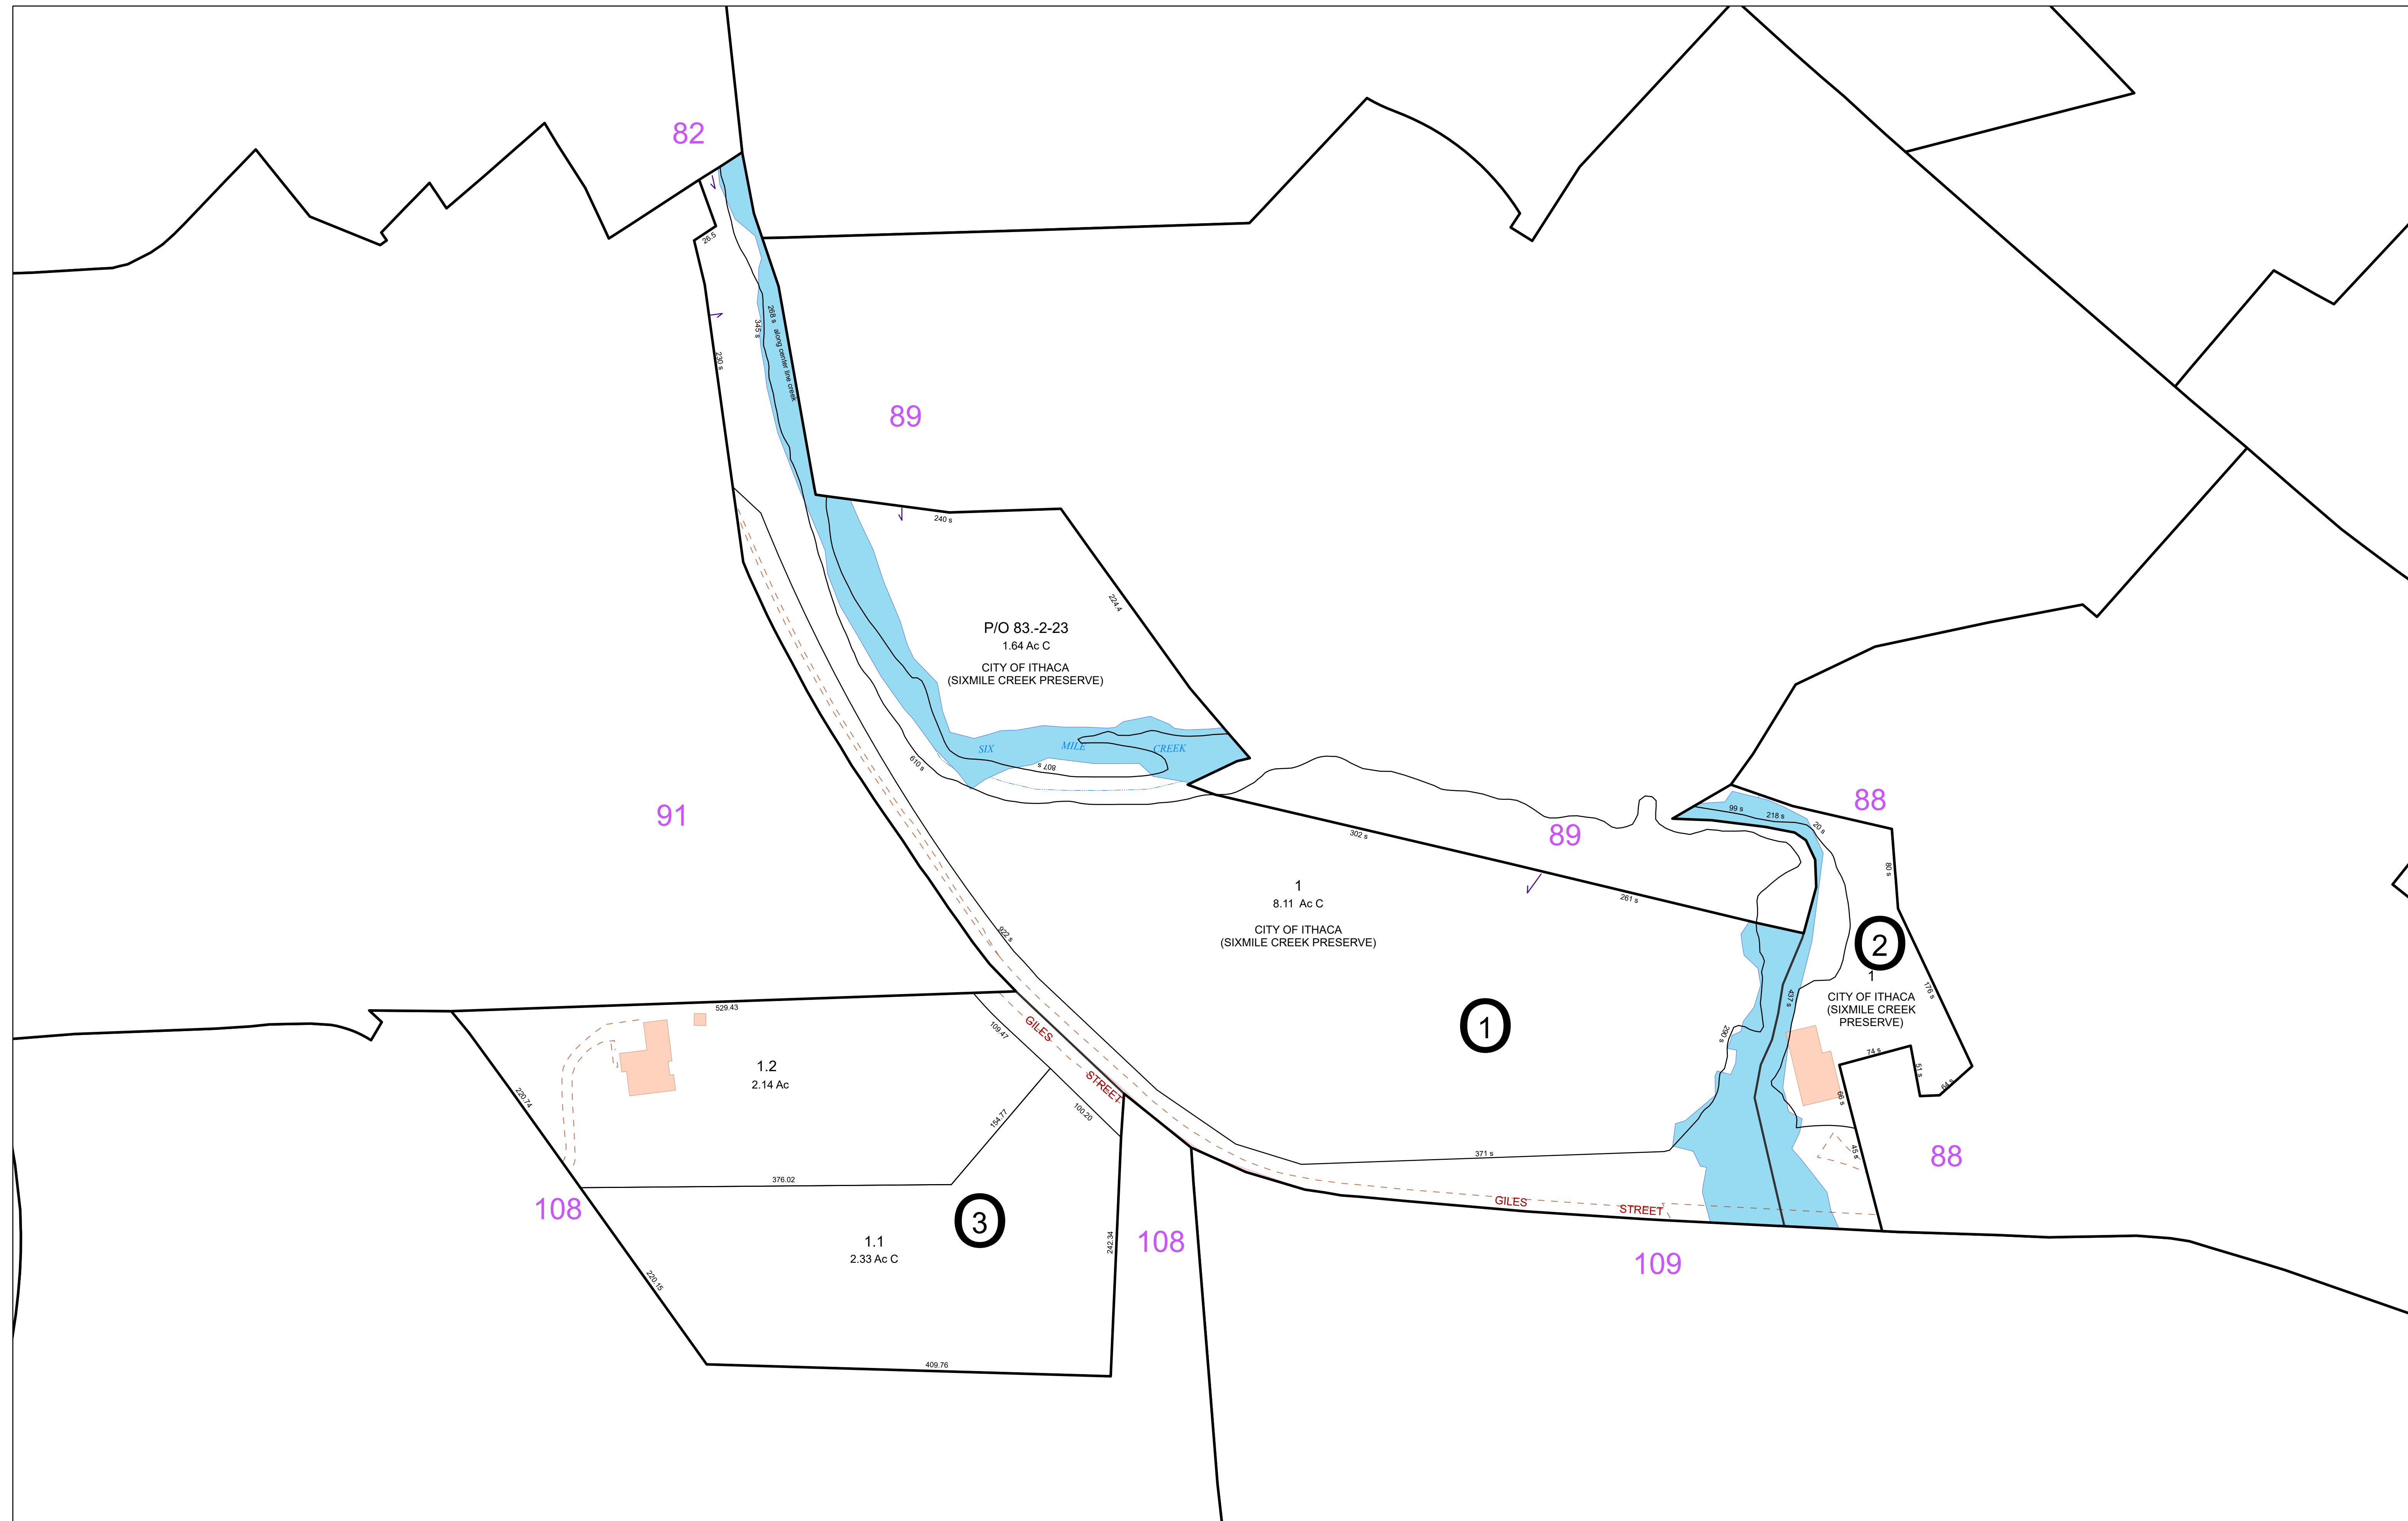 82
26.5
268 s along center line creek
345 s
230 s
89
240 s
224.4
P/O 83.-2-23
1.64 Ac C
CITY OF ITHACA
(SIXMILE CREEK PRESERVE)
SIX MILE CREEK
807 s
610 s
91
88
99 s
218 s
20 s
89
302 s
80 s
1
8.11 Ac C
CITY OF ITHACA
(SIXMILE CREEK PRESERVE)
261 s
922 s
2
1
CITY OF ITHACA
(SIXMILE CREEK
PRESERVE)
176 s
437 s
290 s
1
529.43
109.47
GILES STREET
74 s
51 s
64 s
66 s
45 s
1.2
2.14 Ac
220.74
154.77
100.20
371 s
88
376.02
108
3
GILES STREET
1.1
2.33 Ac C
242.34
108
109
220.15
409.76